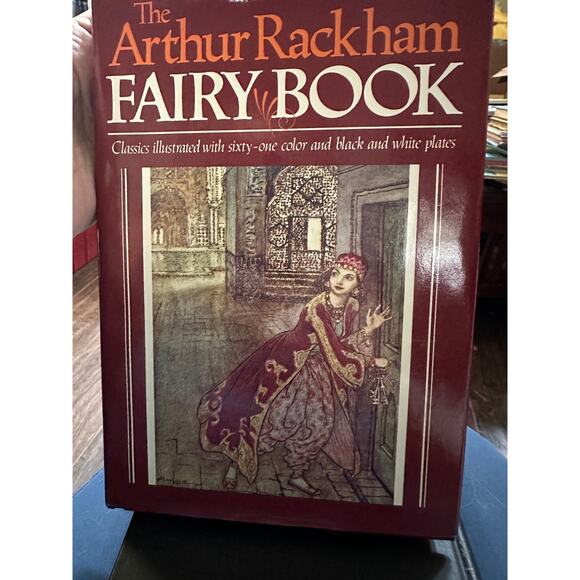 The
Arthur Rackham
FAIRY BOOK
Classics illustrated with sixty-one color and black and white plates